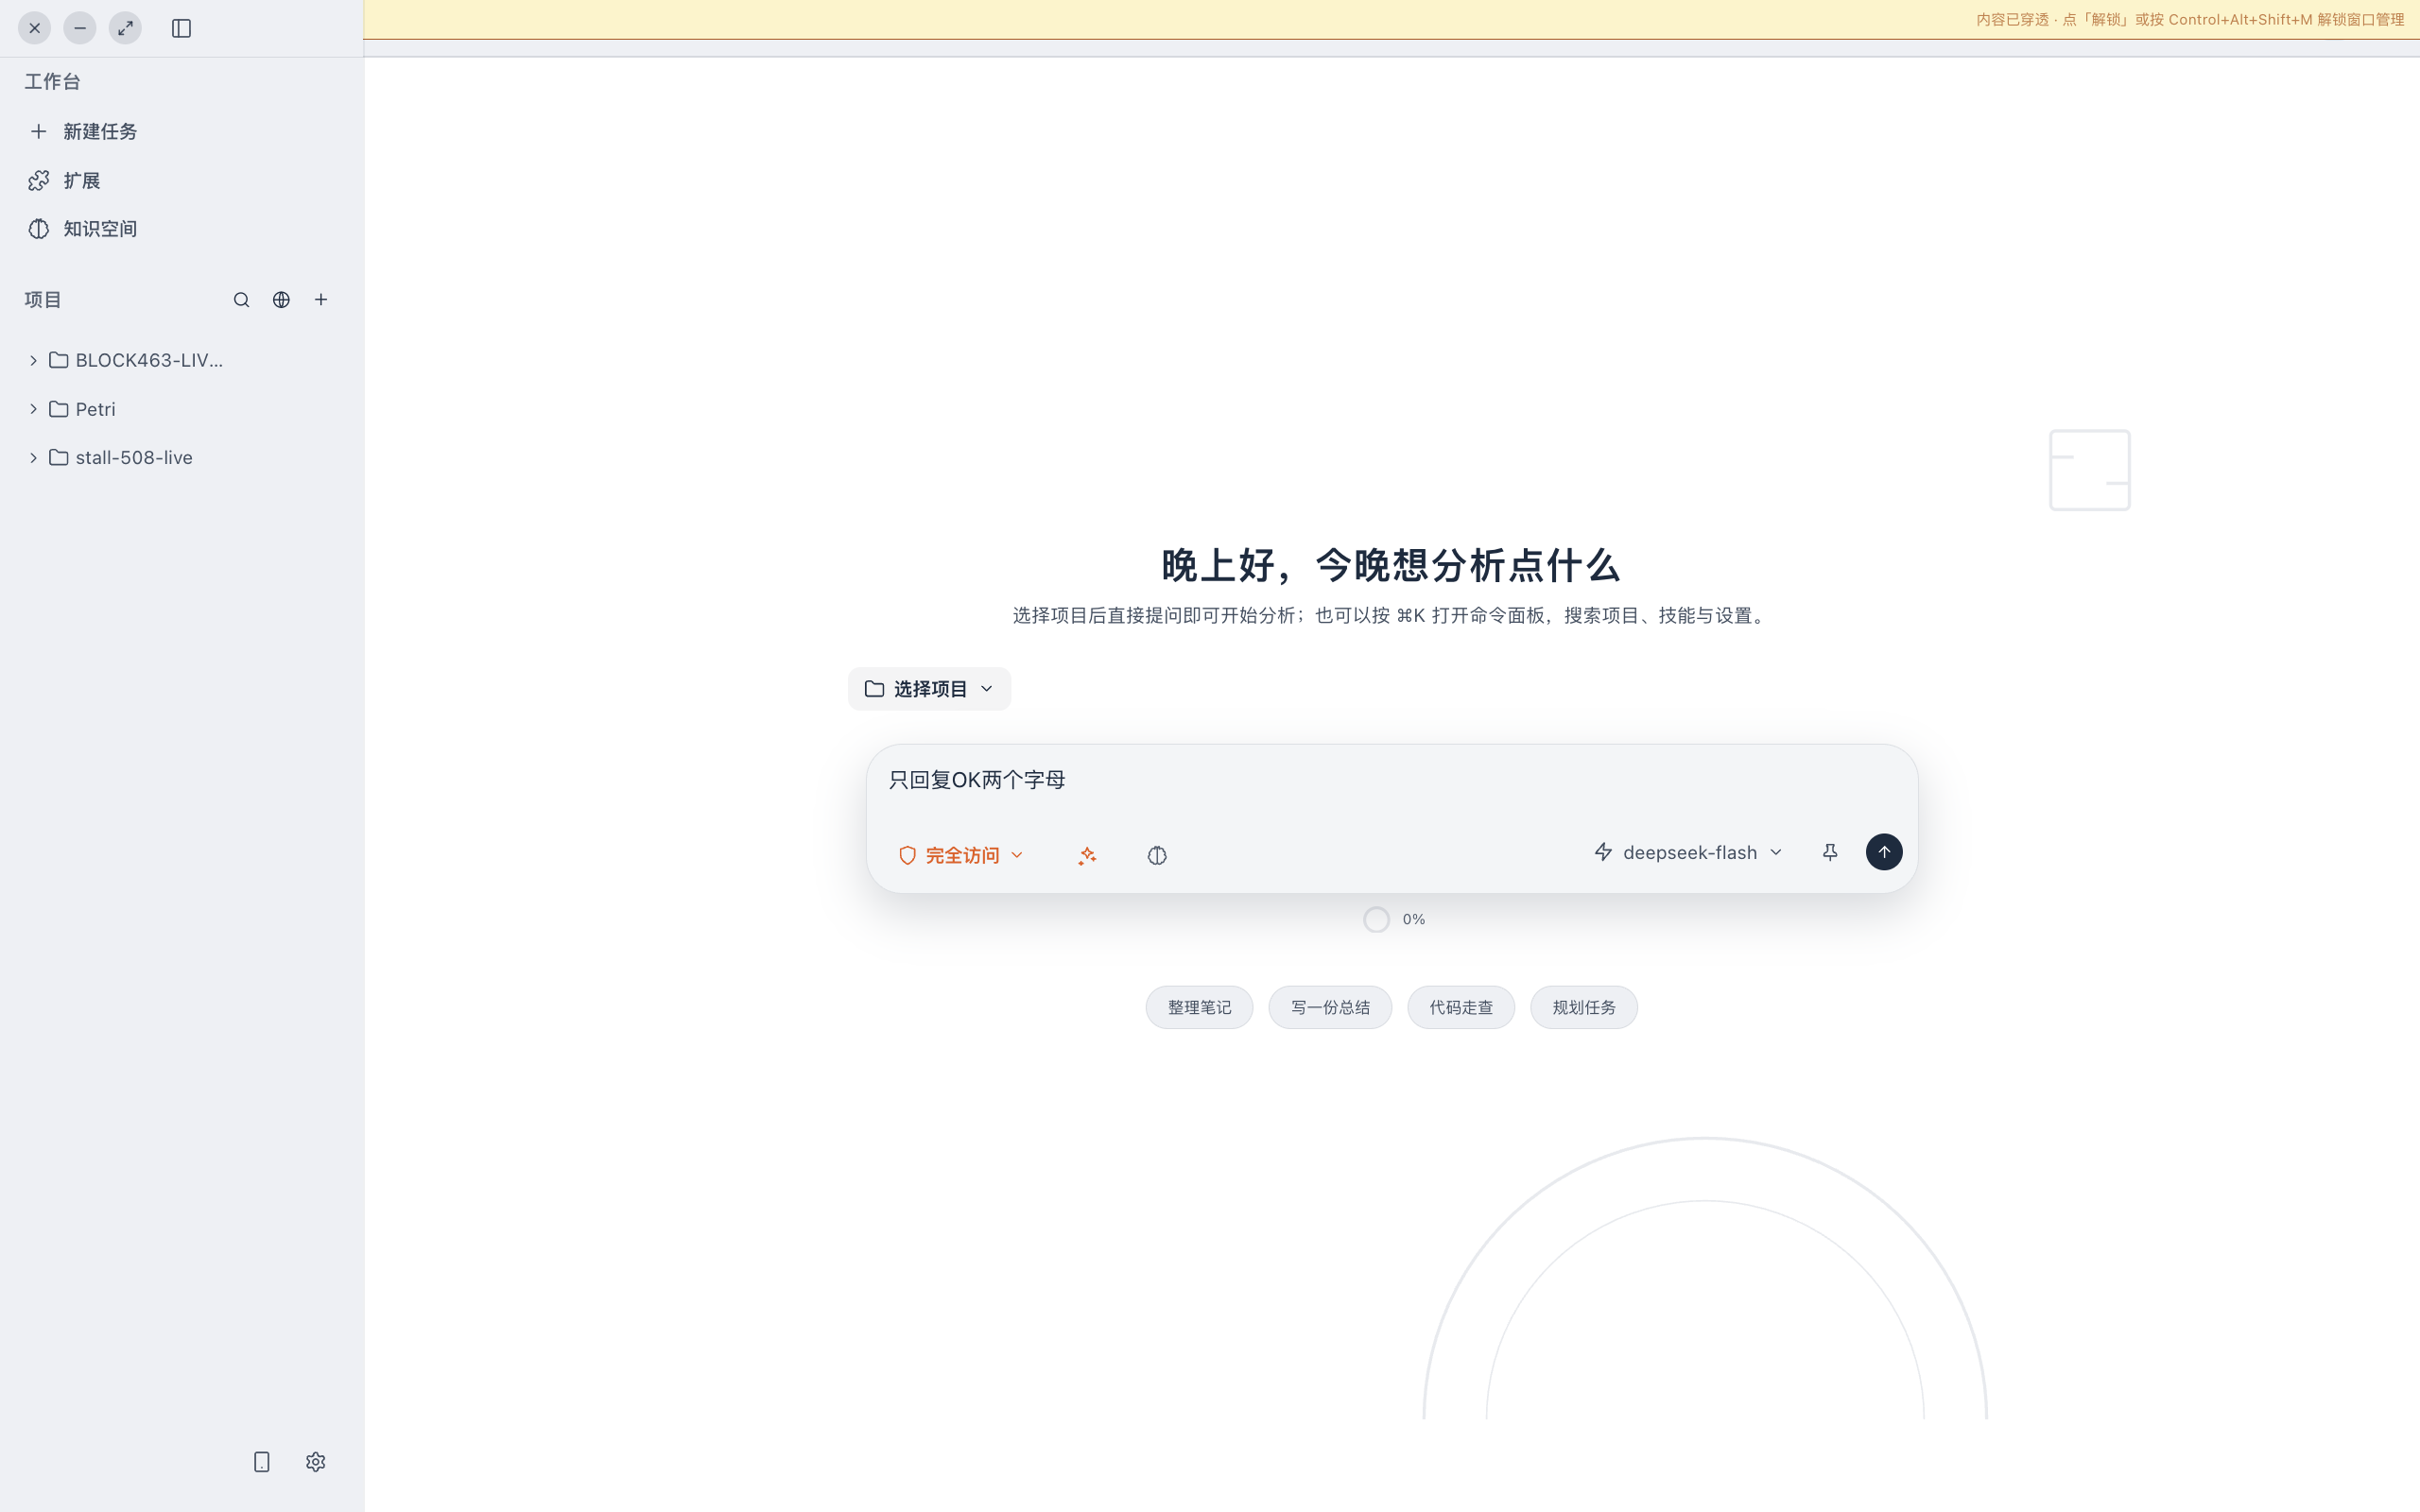 内容已穿透 · 点「解锁」或按 Control+Alt+Shift+M 解锁窗口管理
工作台
新建任务
扩展
知识空间
项目
BLOCK463-LIV...
Petri
stall-508-live
晚上好，今晚想分析点什么
选择项目后直接提问即可开始分析；也可以按 ⌘K 打开命令面板，搜索项目、技能与设置。
选择项目
只回复OK两个字母
完全访问
deepseek-flash
0%
整理笔记
写一份总结
代码走查
规划任务